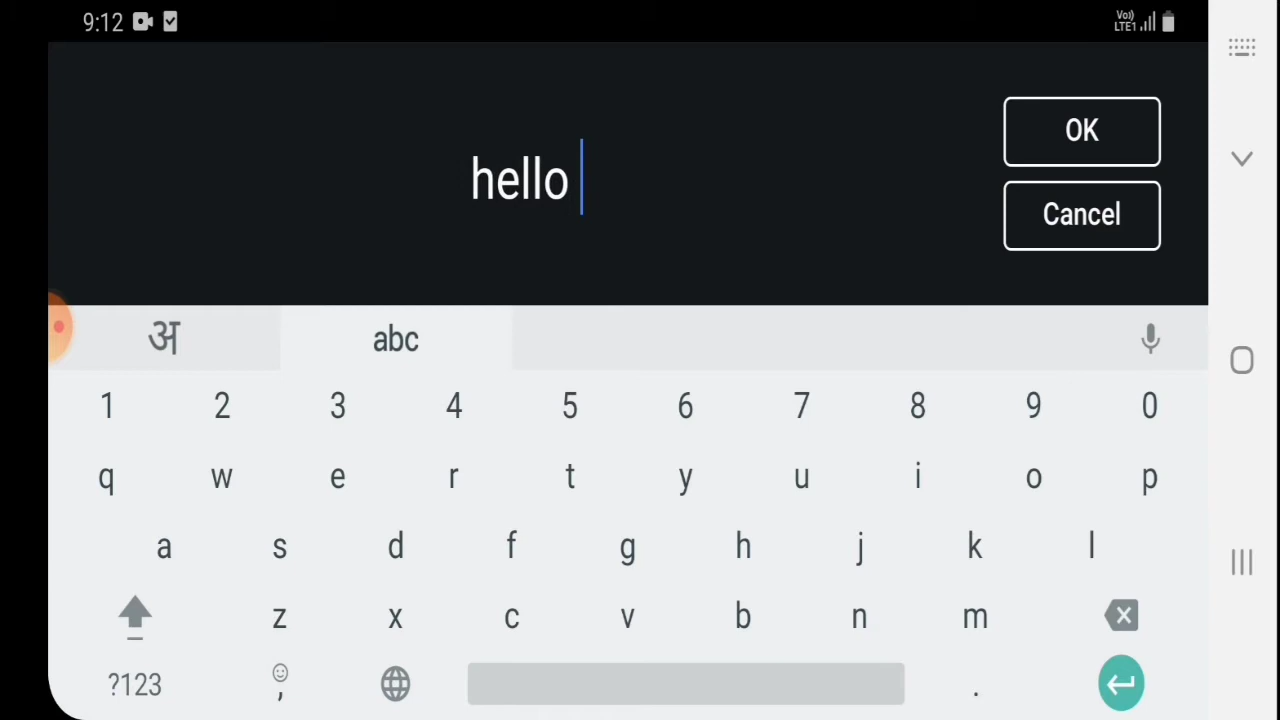 9:12
Vo))
LTE1
hello
OK
Cancel
अ abc
1 2 3 4 5 6 7 8 9 0
q w e r t y u i o p
a s d f g h j k l
z x c v b n m
?123 , .